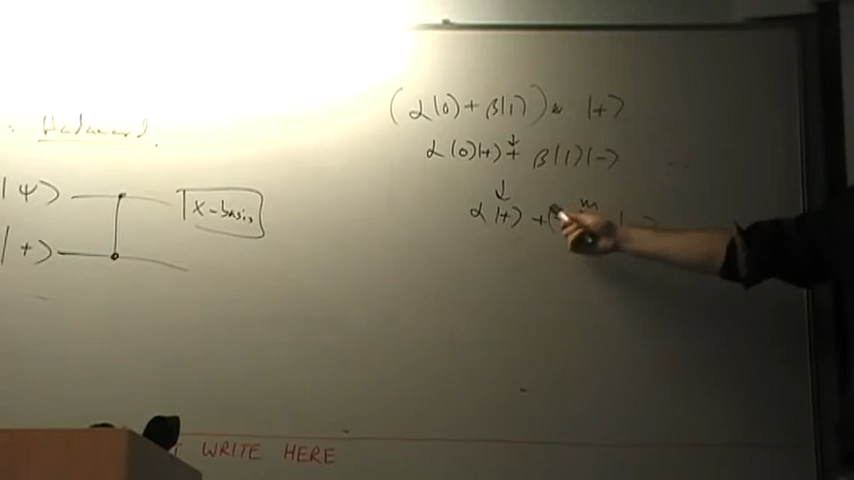 : Hadamard.
|ψ⟩
X-basis
|+⟩
(α|0⟩ + β|1⟩) ⊗ |+⟩
↓
α|0⟩|+⟩ + β|1⟩|−⟩
↓
α|+⟩ + ( m
WRITE HERE